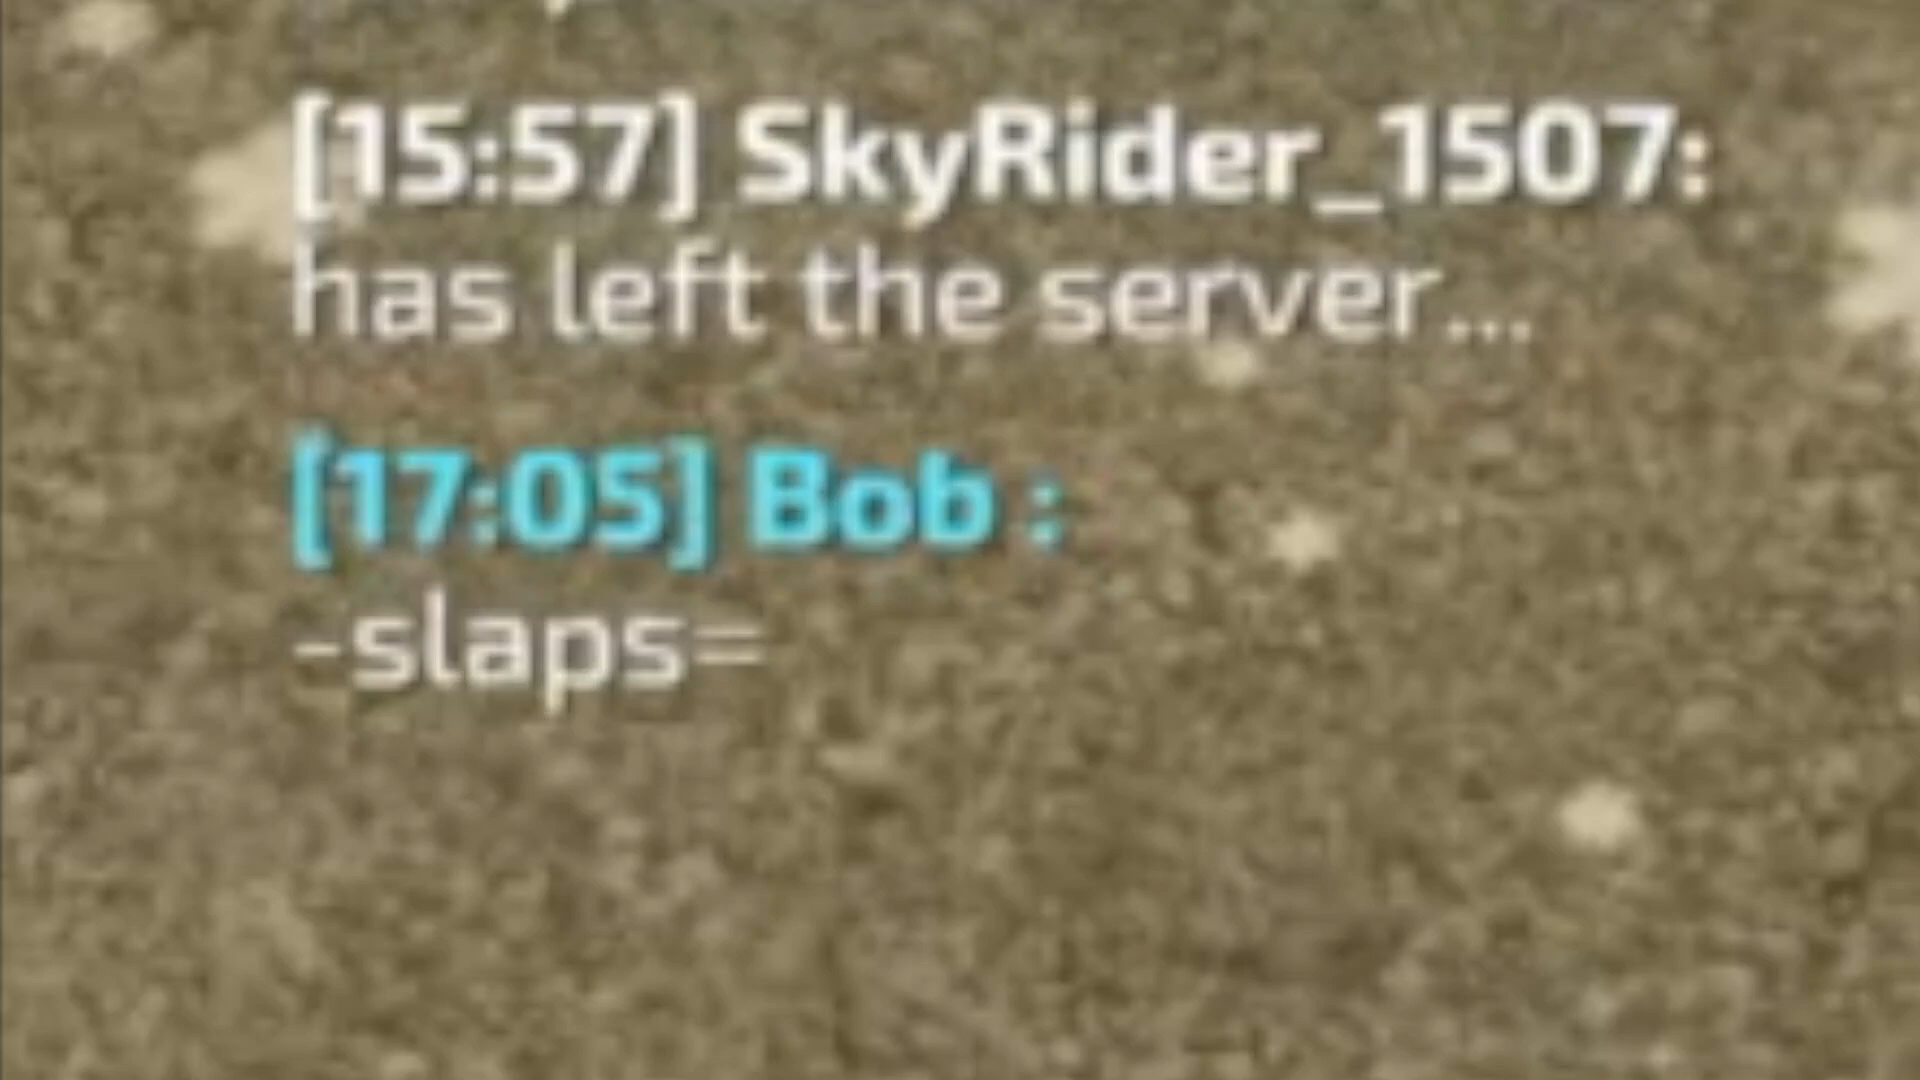 [15:57] SkyRider_1507:
has left the server...
[17:05] Bob :
-slaps=